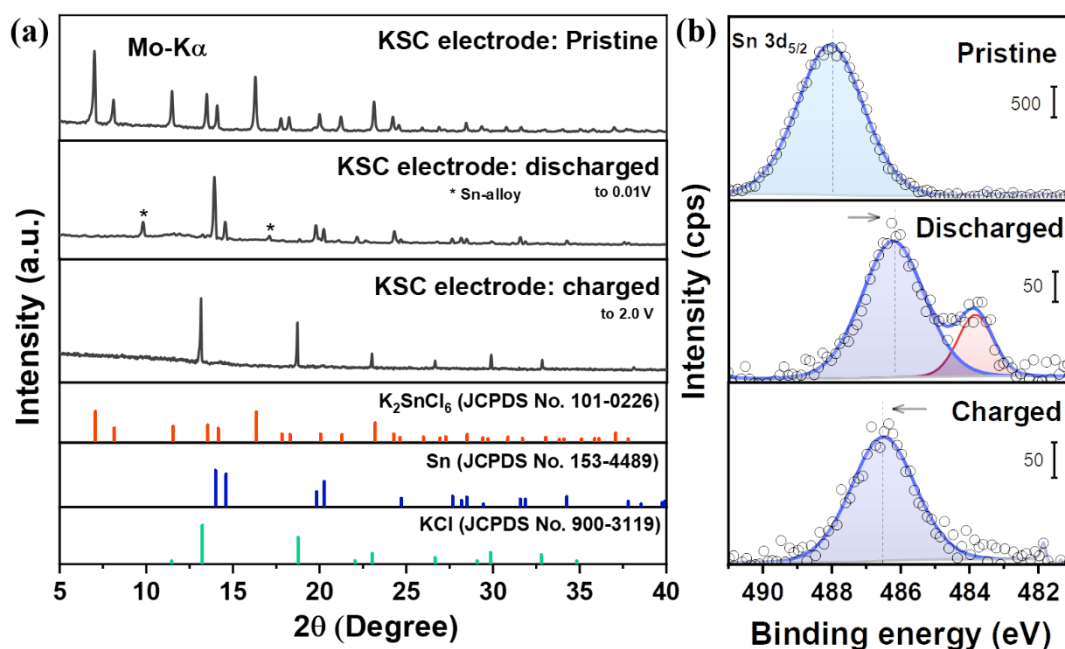 (a)
Mo-Kα
KSC electrode: Pristine
KSC electrode: discharged
* Sn-alloy
to 0.01V
*
*
KSC electrode: charged
to 2.0 V
K₂SnCl₆ (JCPDS No. 101-0226)
Sn (JCPDS No. 153-4489)
KCl (JCPDS No. 900-3119)
Intensity (a.u.)
5 10 15 20 25 30 35 40
2θ (Degree)
(b)
Sn 3d₅/₂
Pristine
500
Discharged
50
Charged
50
Intensity (cps)
490 488 486 484 482
Binding energy (eV)